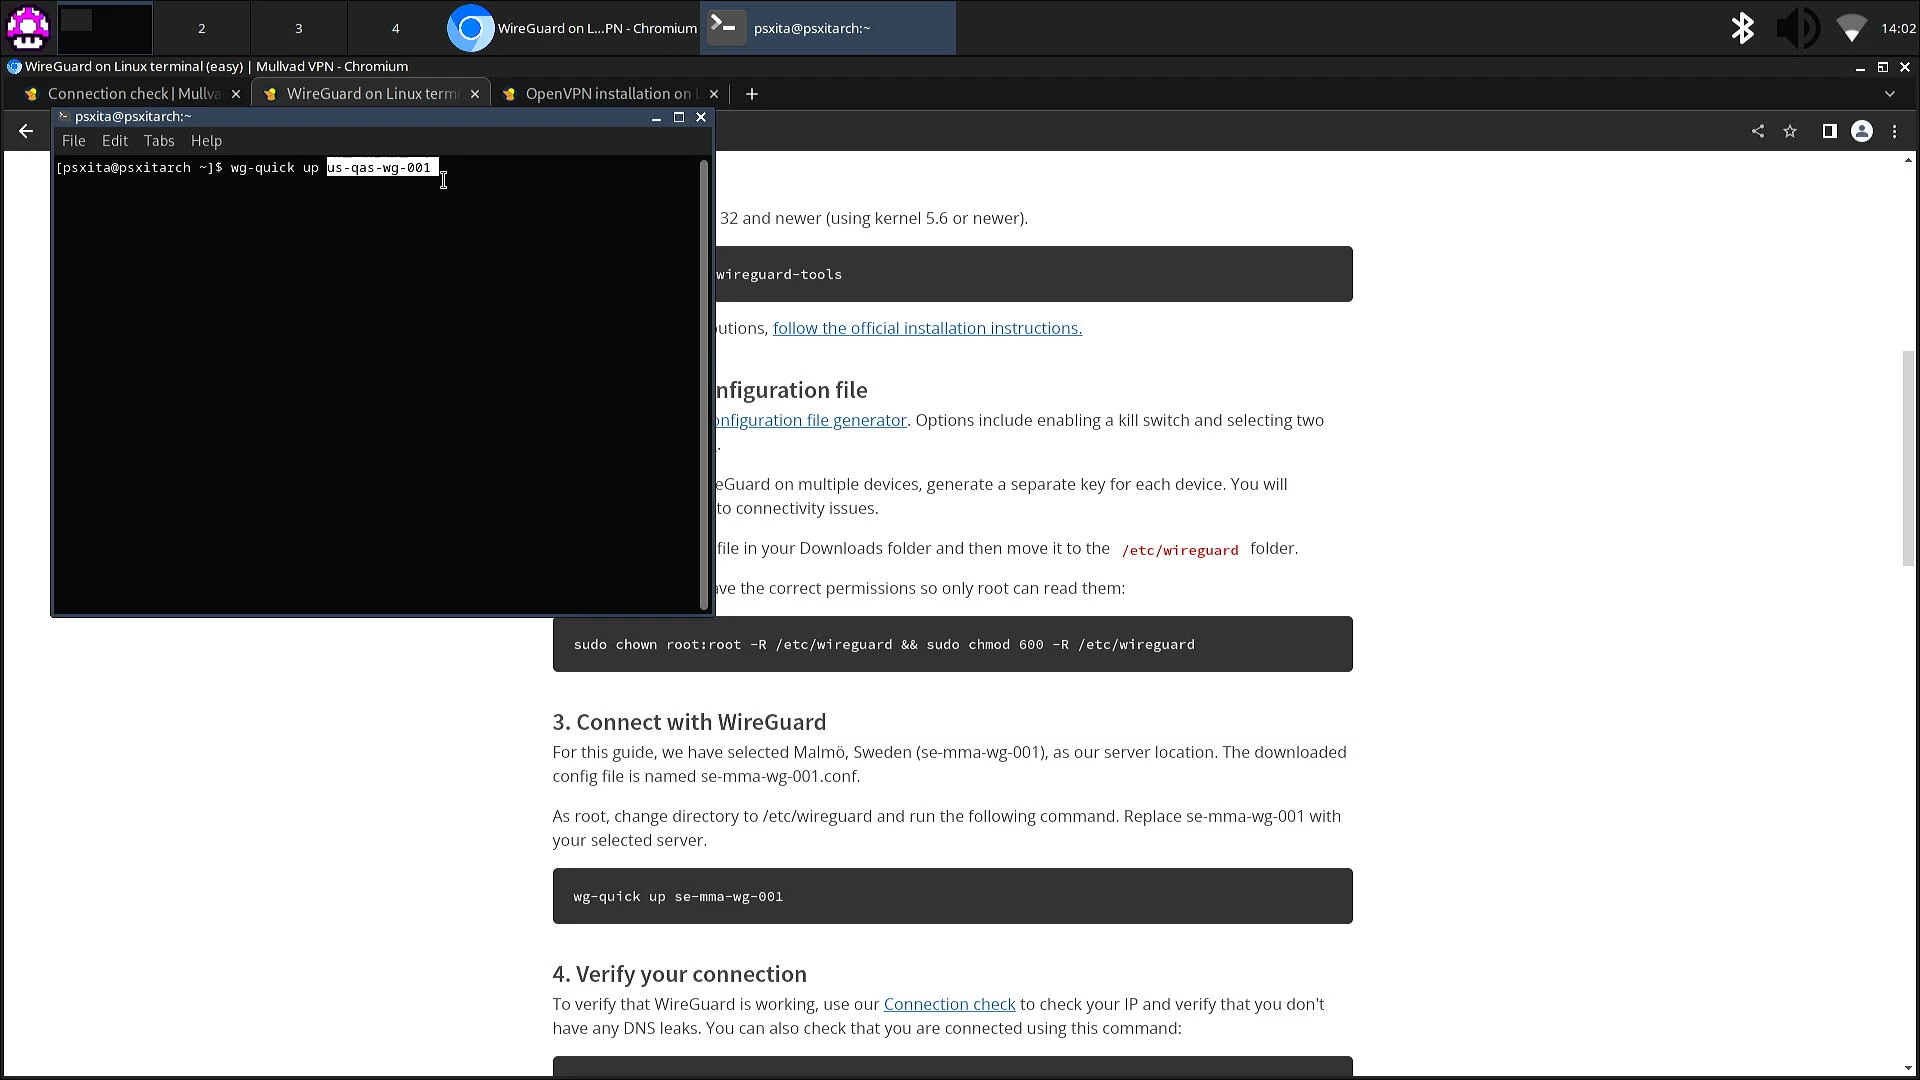 2 3 4 WireGuard on L...PN - Chromium psxita@psxitarch:~ 14:02
WireGuard on Linux terminal (easy) | Mullvad VPN - Chromium
Connection check | Mullva WireGuard on Linux termi OpenVPN installation on L
psxita@psxitarch:~
File Edit Tabs Help
[psxita@psxitarch ~]$ wg-quick up us-qas-wg-001
32 and newer (using kernel 5.6 or newer).
wireguard-tools
utions, follow the official installation instructions.
nfiguration file
onfiguration file generator. Options include enabling a kill switch and selecting two
.
eGuard on multiple devices, generate a separate key for each device. You will
to connectivity issues.
file in your Downloads folder and then move it to the /etc/wireguard folder.
ave the correct permissions so only root can read them:
sudo chown root:root -R /etc/wireguard && sudo chmod 600 -R /etc/wireguard
3. Connect with WireGuard
For this guide, we have selected Malmö, Sweden (se-mma-wg-001), as our server location. The downloaded
config file is named se-mma-wg-001.conf.
As root, change directory to /etc/wireguard and run the following command. Replace se-mma-wg-001 with
your selected server.
wg-quick up se-mma-wg-001
4. Verify your connection
To verify that WireGuard is working, use our Connection check to check your IP and verify that you don't
have any DNS leaks. You can also check that you are connected using this command: